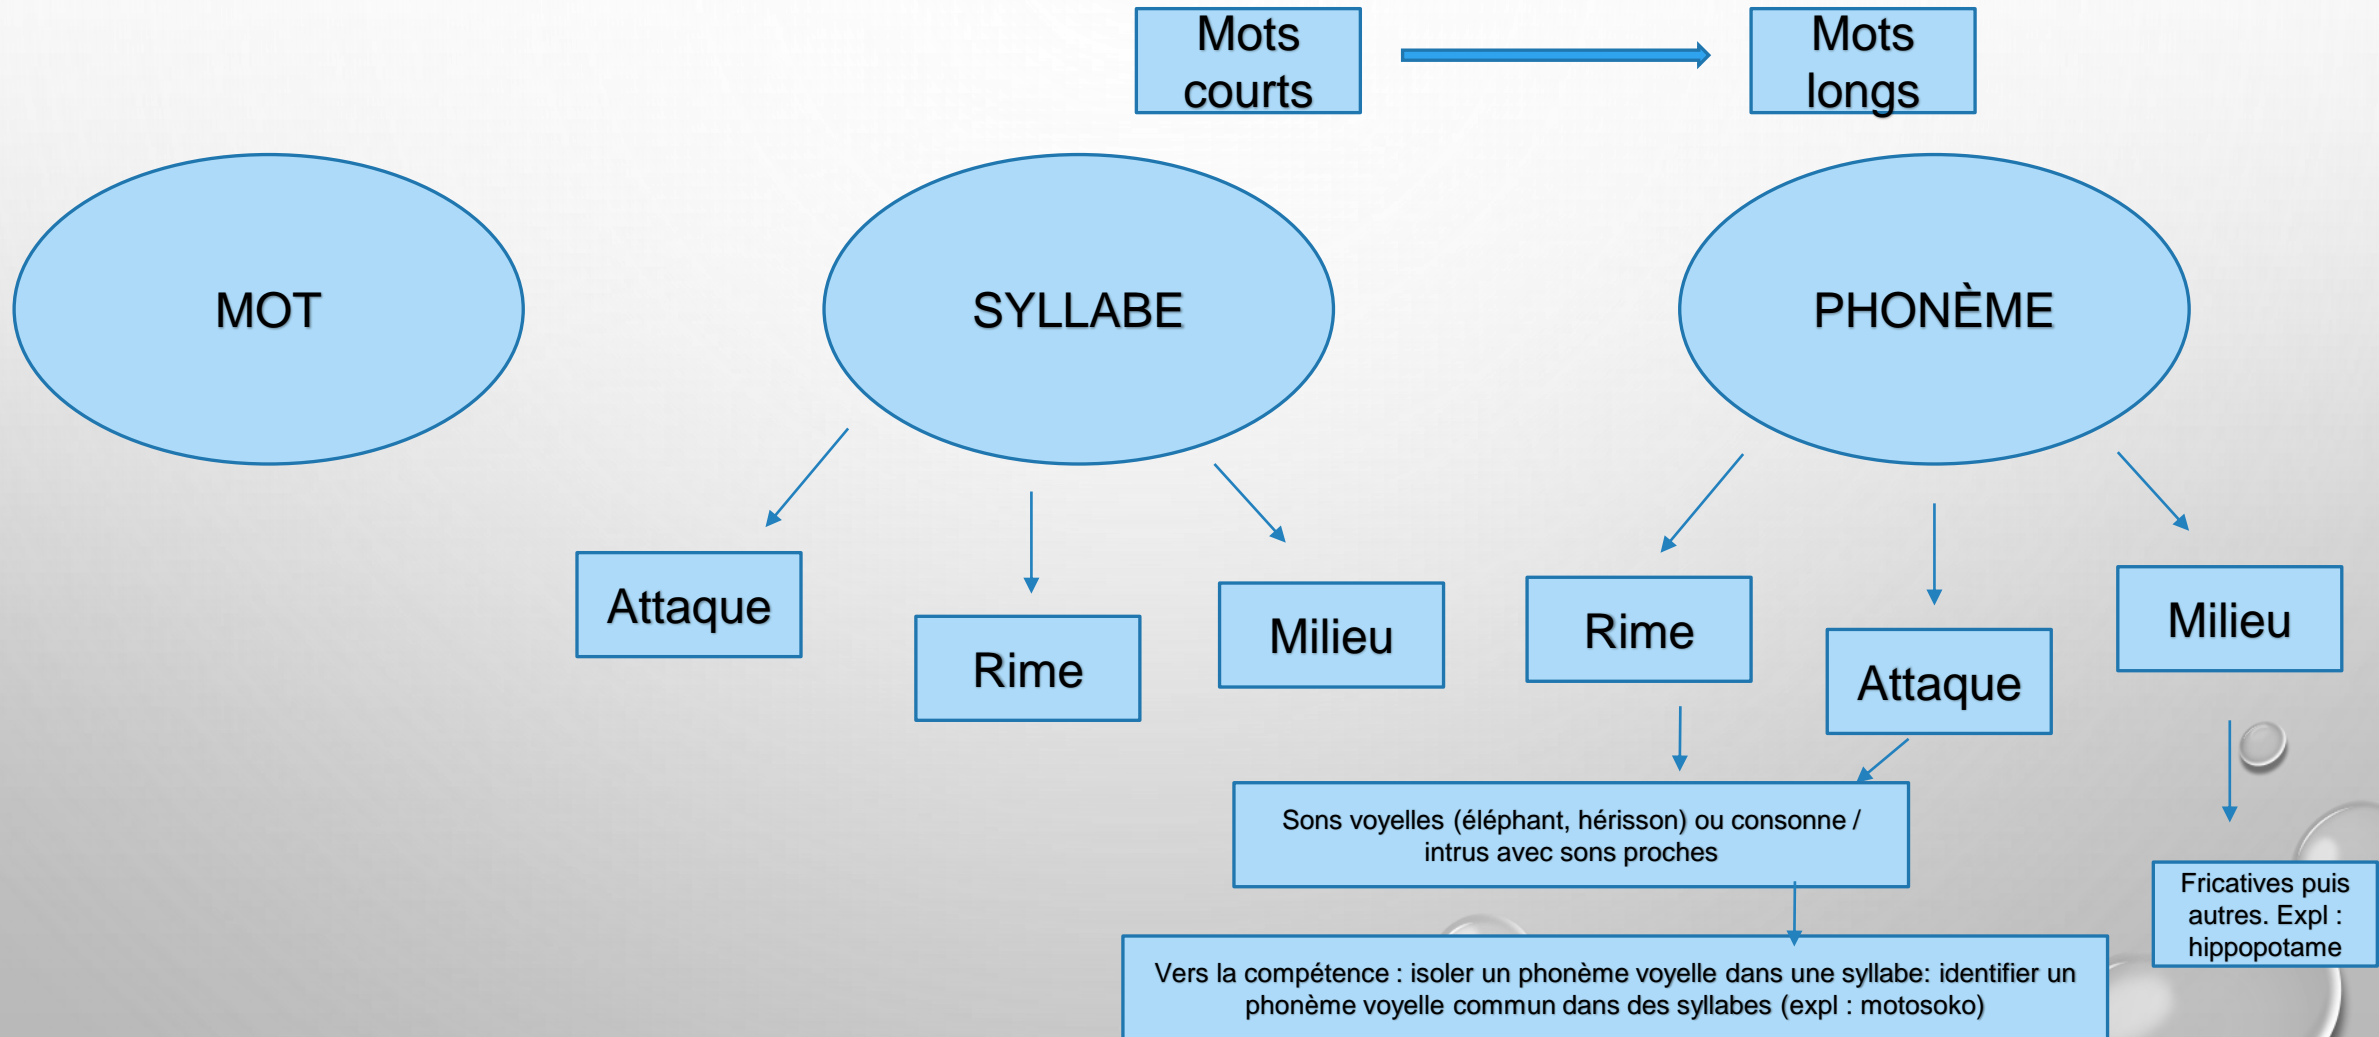 Mots
courts
Mots
longs
MOT
SYLLABE
PHONÈME
Attaque
Rime
Milieu
Rime
Attaque
Milieu
Sons voyelles (éléphant, hérisson) ou consonne /
intrus avec sons proches
Fricatives puis
autres. Expl :
hippopotame
Vers la compétence : isoler un phonème voyelle dans une syllabe: identifier un
phonème voyelle commun dans des syllabes (expl : motosoko)